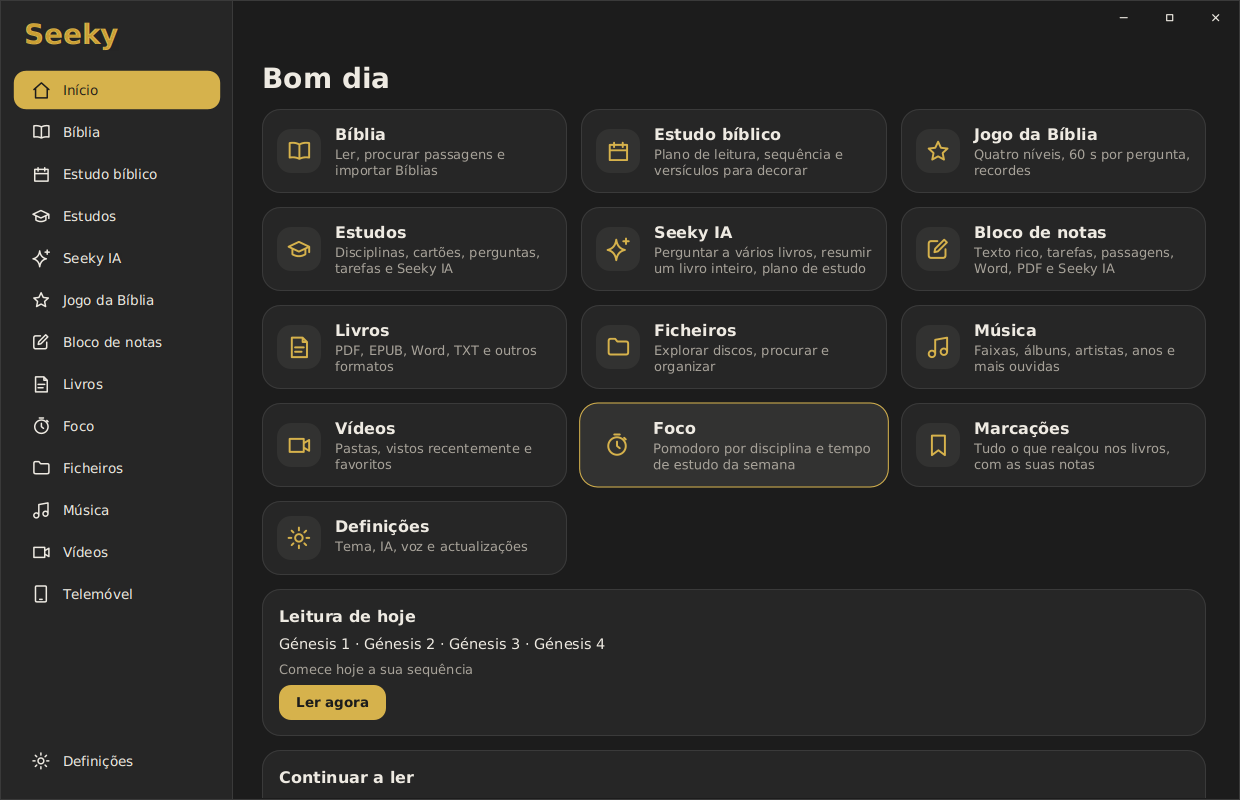 Seeky
Início
Bíblia
Estudo bíblico
Estudos
Seeky IA
Jogo da Bíblia
Bloco de notas
Livros
Foco
Ficheiros
Música
Vídeos
Telemóvel
Definições
Bom dia
Bíblia
Ler, procurar passagens e
importar Bíblias
Estudo bíblico
Plano de leitura, sequência e
versículos para decorar
Jogo da Bíblia
Quatro níveis, 60 s por pergunta,
recordes
Estudos
Disciplinas, cartões, perguntas,
tarefas e Seeky IA
Seeky IA
Perguntar a vários livros, resumir
um livro inteiro, plano de estudo
Bloco de notas
Texto rico, tarefas, passagens,
Word, PDF e Seeky IA
Livros
PDF, EPUB, Word, TXT e outros
formatos
Ficheiros
Explorar discos, procurar e
organizar
Música
Faixas, álbuns, artistas, anos e
mais ouvidas
Vídeos
Pastas, vistos recentemente e
favoritos
Foco
Pomodoro por disciplina e tempo
de estudo da semana
Marcações
Tudo o que realçou nos livros,
com as suas notas
Definições
Tema, IA, voz e actualizações
Leitura de hoje
Génesis 1 · Génesis 2 · Génesis 3 · Génesis 4
Comece hoje a sua sequência
Ler agora
Continuar a ler